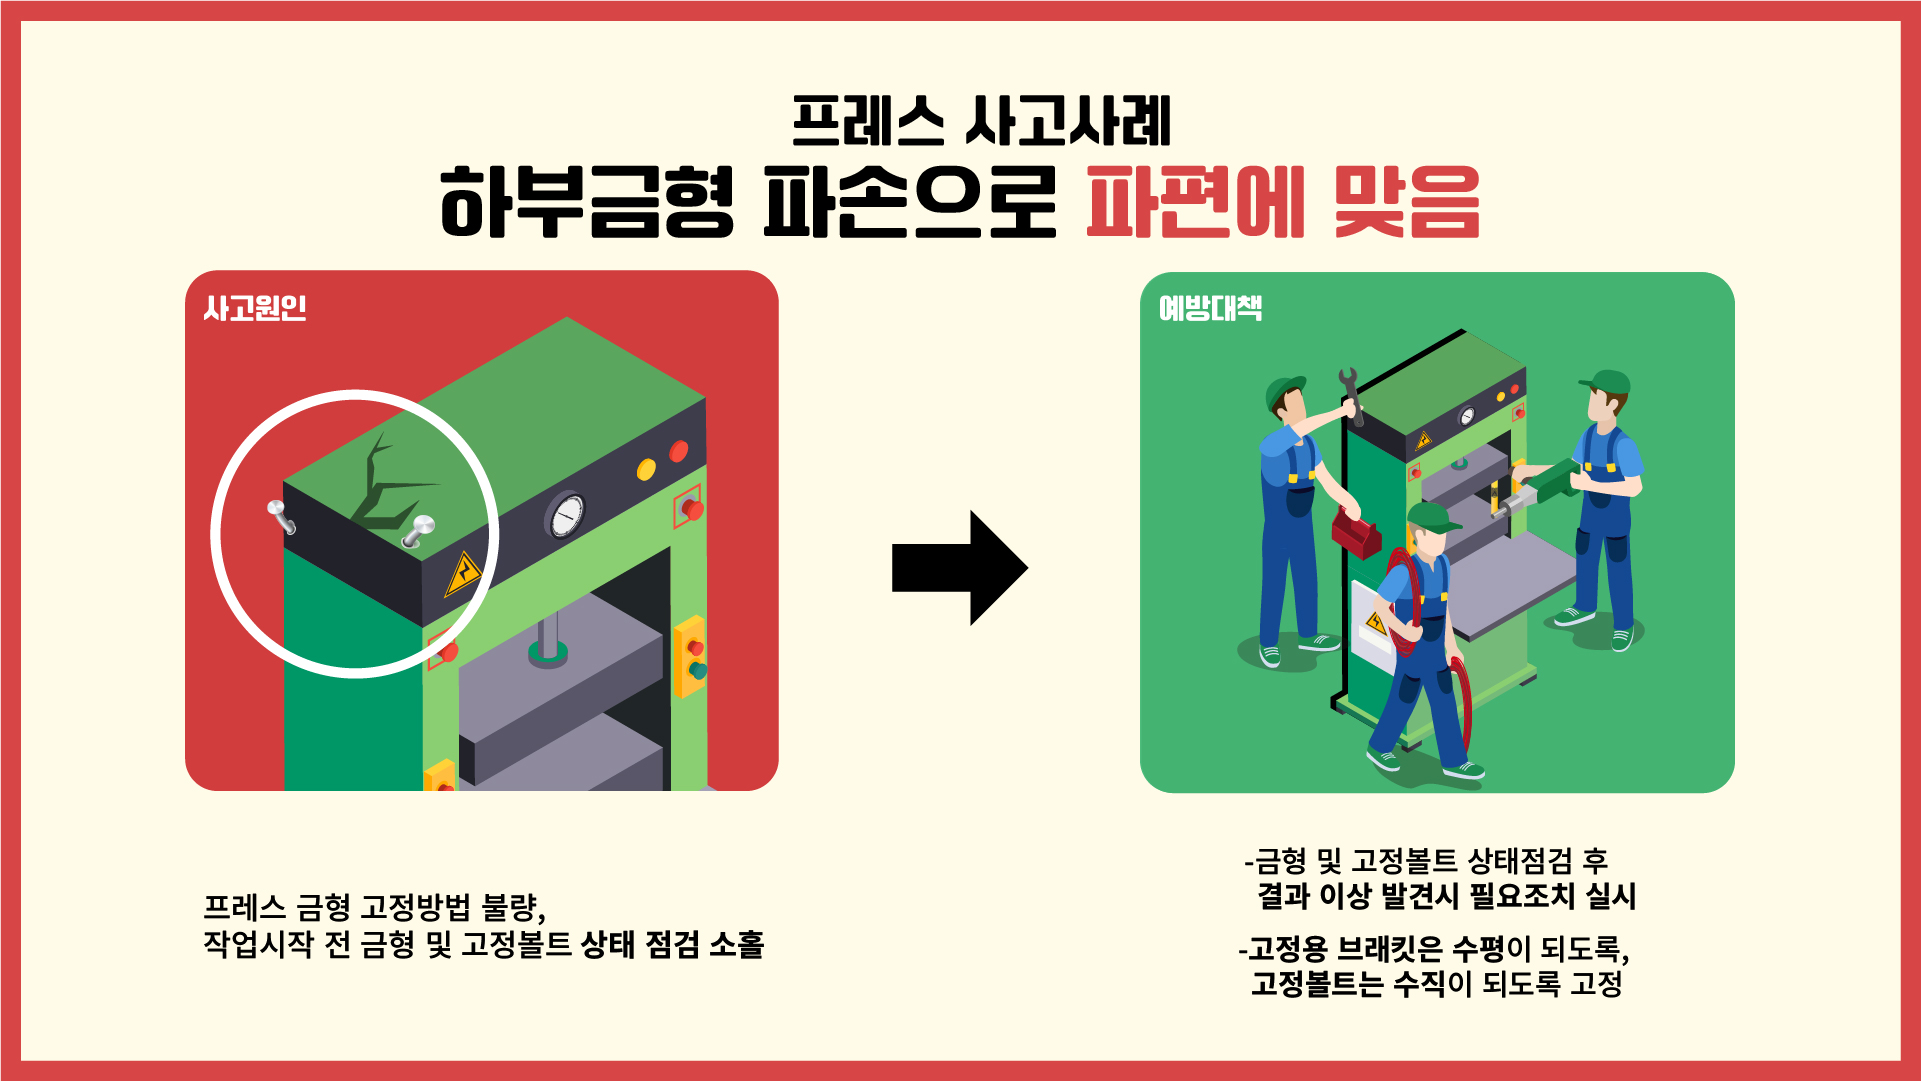 프레스 사고사례
하부금형 파손으로 파편에 맞음
사고원인
예방대책
프레스 금형 고정방법 불량,
작업시작 전 금형 및 고정볼트 상태 점검 소홀
-금형 및 고정볼트 상태점검 후
결과 이상 발견시 필요조치 실시
-고정용 브래킷은 수평이 되도록,
고정볼트는 수직이 되도록 고정